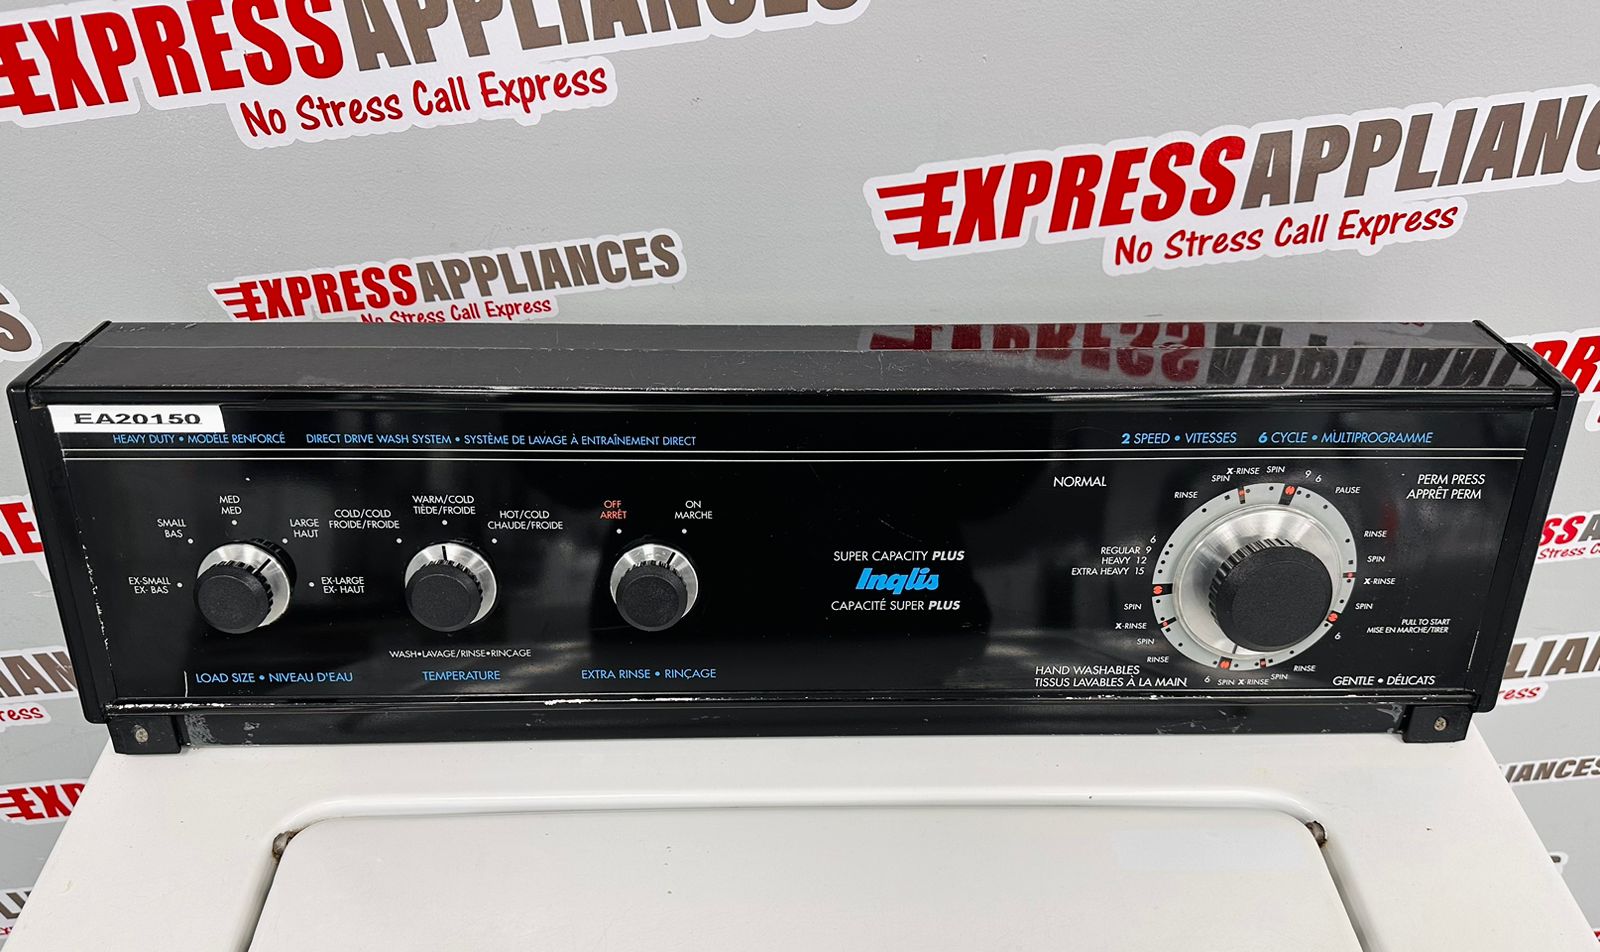 EXPRESSAPPLIANCES
No Stress Call Express
EXPRESSAPPLIANC
No Stress Call Express
EXPRESSAPPLIANCES
No Stress Call Express
EA20150
HEAVY DUTY • MODÈLE RENFORCÉ DIRECT DRIVE WASH SYSTEM • SYSTÈME DE LAVAGE À ENTRAÎNEMENT DIRECT
2 SPEED • VITESSES 6 CYCLE • MULTIPROGRAMME
SMALL
BAS
MED
MED
LARGE
HAUT
EX-SMALL
EX- BAS
EX-LARGE
EX- HAUT
LOAD SIZE • NIVEAU D'EAU
COLD/COLD
FROIDE/FROIDE
WARM/COLD
TIÈDE/FROIDE
HOT/COLD
CHAUDE/FROIDE
WASH•LAVAGE/RINSE•RINCAGE
TEMPERATURE
OFF
ARRÊT
ON
MARCHE
EXTRA RINSE • RINÇAGE
SUPER CAPACITY PLUS
Inglis
CAPACITÉ SUPER PLUS
NORMAL
PERM PRESS
APPRÊT PERM
RINSE
SPIN
X-RINSE
SPIN
9
6
PAUSE
RINSE
SPIN
X-RINSE
SPIN
6
PULL TO START
MISE EN MARCHE/TIRER
6
REGULAR 9
HEAVY 12
EXTRA HEAVY 15
SPIN
X-RINSE
SPIN
RINSE
6
SPIN
X-RINSE
SPIN
RINSE
HAND WASHABLES
TISSUS LAVABLES À LA MAIN
GENTLE • DÉLICATS